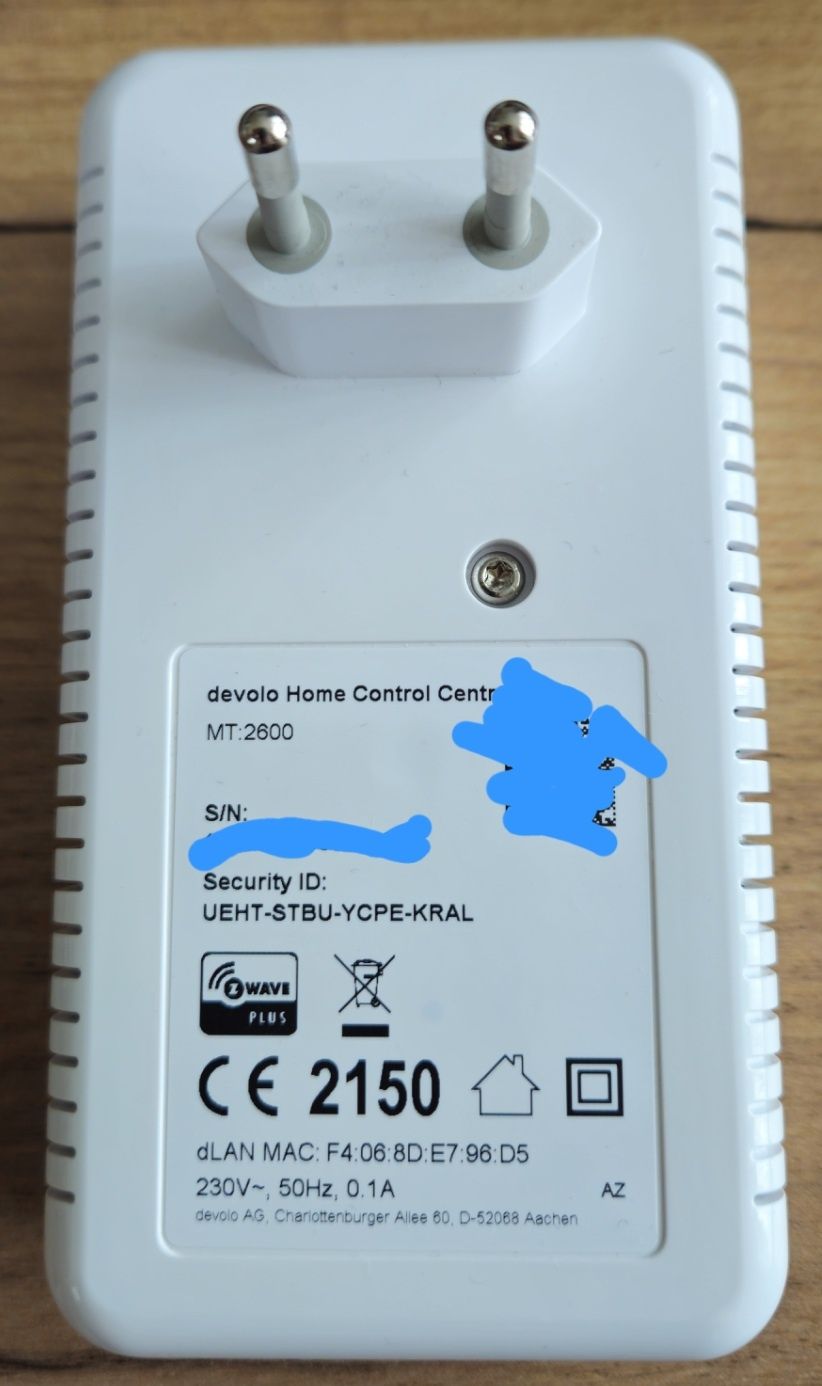 devolo Home Control Centr
MT:2600
S/N:
Security ID:
UEHT-STBU-YCPE-KRAL
Z WAVE
PLUS
CE 2150
dLAN MAC: F4:06:8D:E7:96:D5
230V~, 50Hz, 0.1A AZ
devolo AG, Charlottenburger Allee 60, D-52068 Aachen